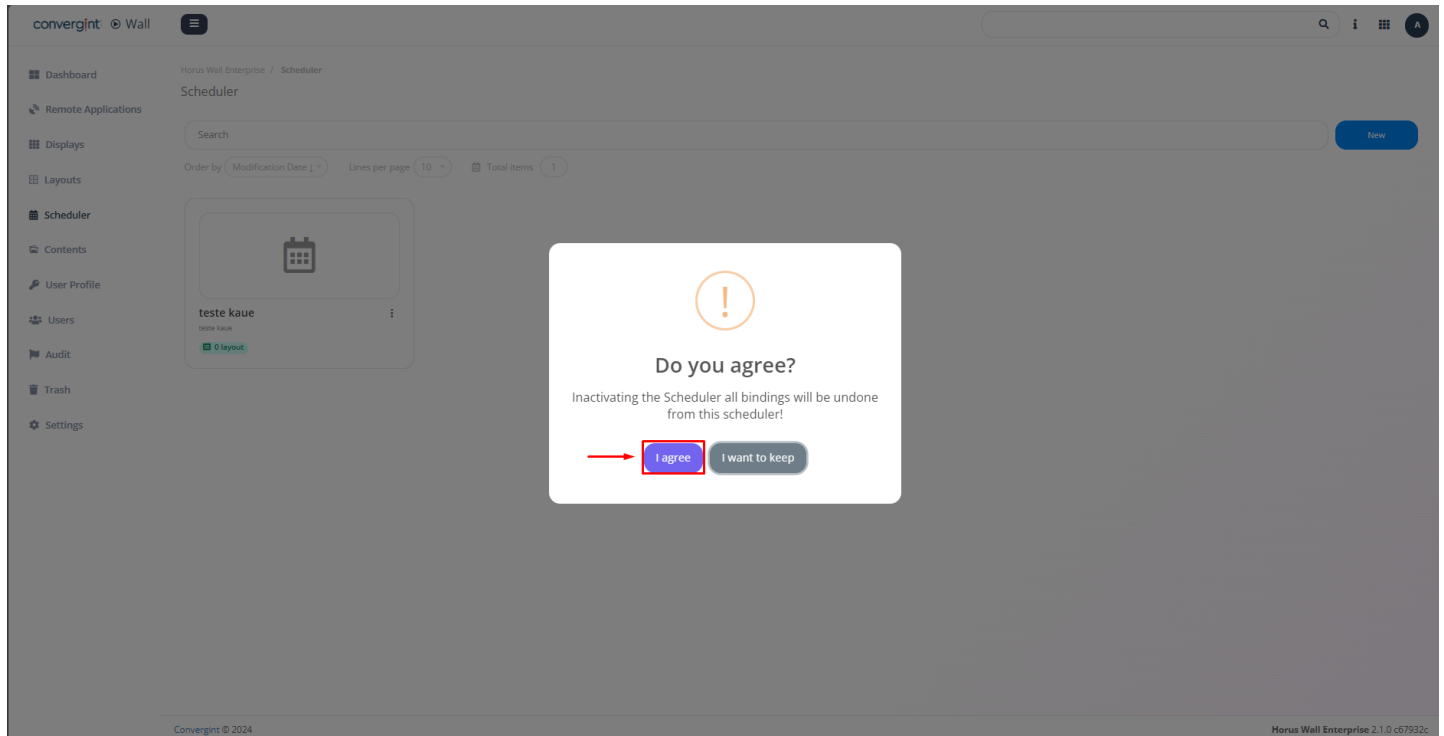 convergint Wall
A
Dashboard
Remote Applications
Displays
Layouts
Scheduler
Contents
User Profile
Users
Audit
Trash
Settings
Horus Wall Enterprise / Scheduler
Scheduler
Search
New
Order by Modification Date ↓ Lines per page 10 Total items 1
teste kaue
teste kaue
0 layout
!
Do you agree?
Inactivating the Scheduler all bindings will be undone
from this scheduler!
I agree I want to keep
Convergint © 2024
Horus Wall Enterprise 2.1.0 c67932c